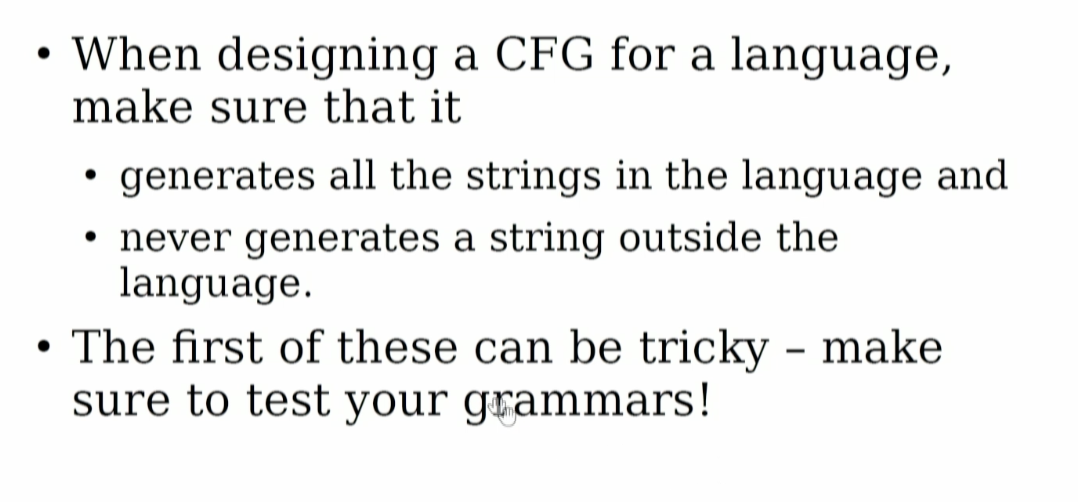 • When designing a CFG for a language,
make sure that it
• generates all the strings in the language and
• never generates a string outside the
language.
• The first of these can be tricky – make
sure to test your grammars!